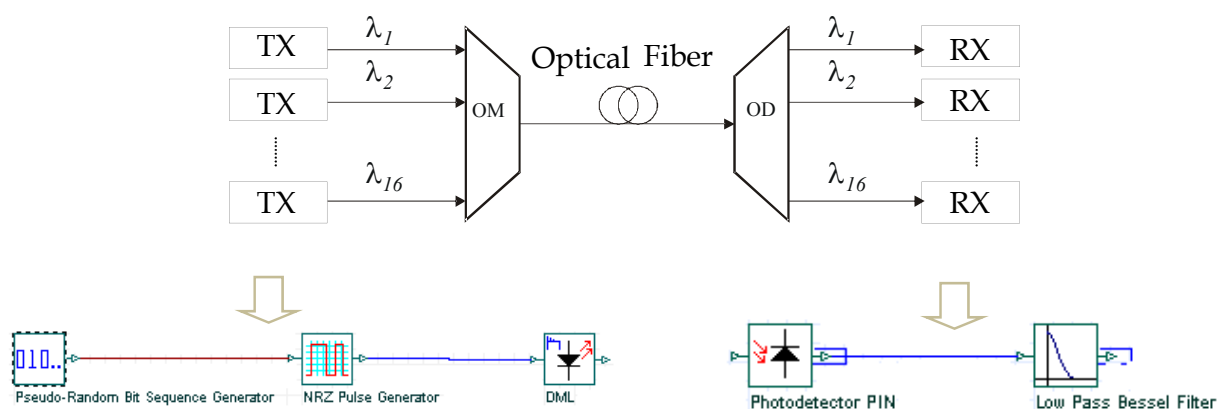 TX λ1 λ1 RX
TX λ2 Optical Fiber λ2 RX
OM OD
TX λ16 λ16 RX
010..
Pseudo-Random Bit Sequence Generator NRZ Pulse Generator DML Photodetector PIN Low Pass Bessel Filter